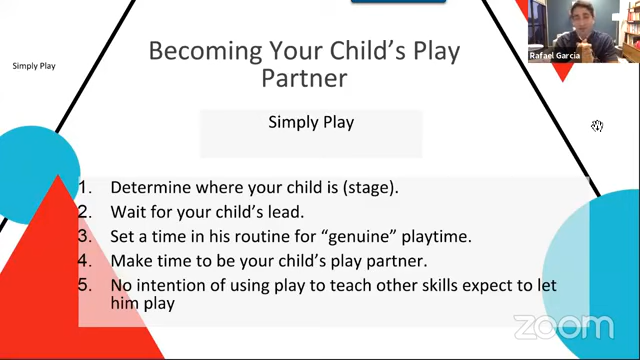 Simply Play
Becoming Your Child's Play
Partner
Rafael Garcia
Simply Play
1. Determine where your child is (stage).
2. Wait for your child's lead.
3. Set a time in his routine for “genuine” playtime.
4. Make time to be your child's play partner.
5. No intention of using play to teach other skills expect to let
him play
zoom